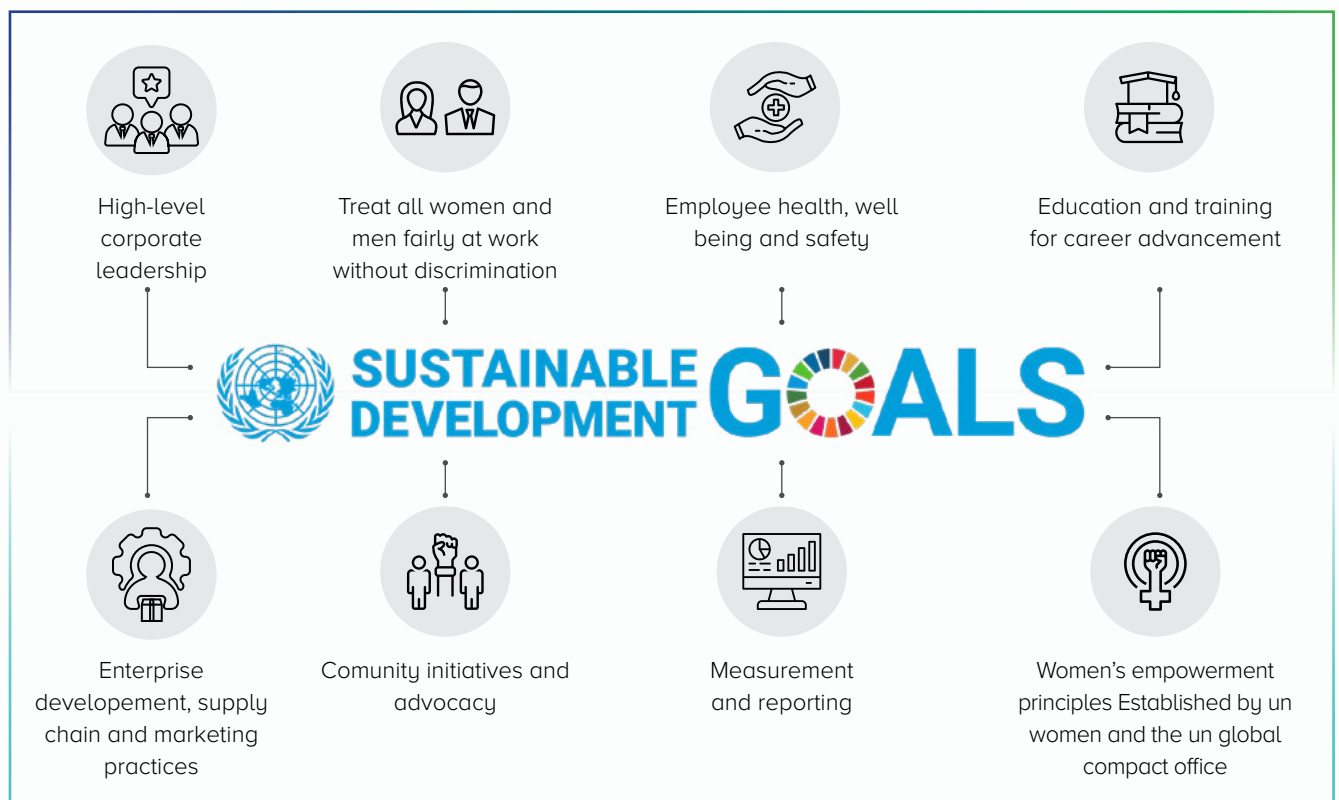 High-level
corporate
leadership
Treat all women and
men fairly at work
without discrimination
Employee health, well
being and safety
Education and training
for career advancement
SUSTAINABLE
DEVELOPMENT
GOALS
Enterprise
developement, supply
chain and marketing
practices
Comunity initiatives and
advocacy
Measurement
and reporting
Women’s empowerment
principles Established by un
women and the un global
compact office